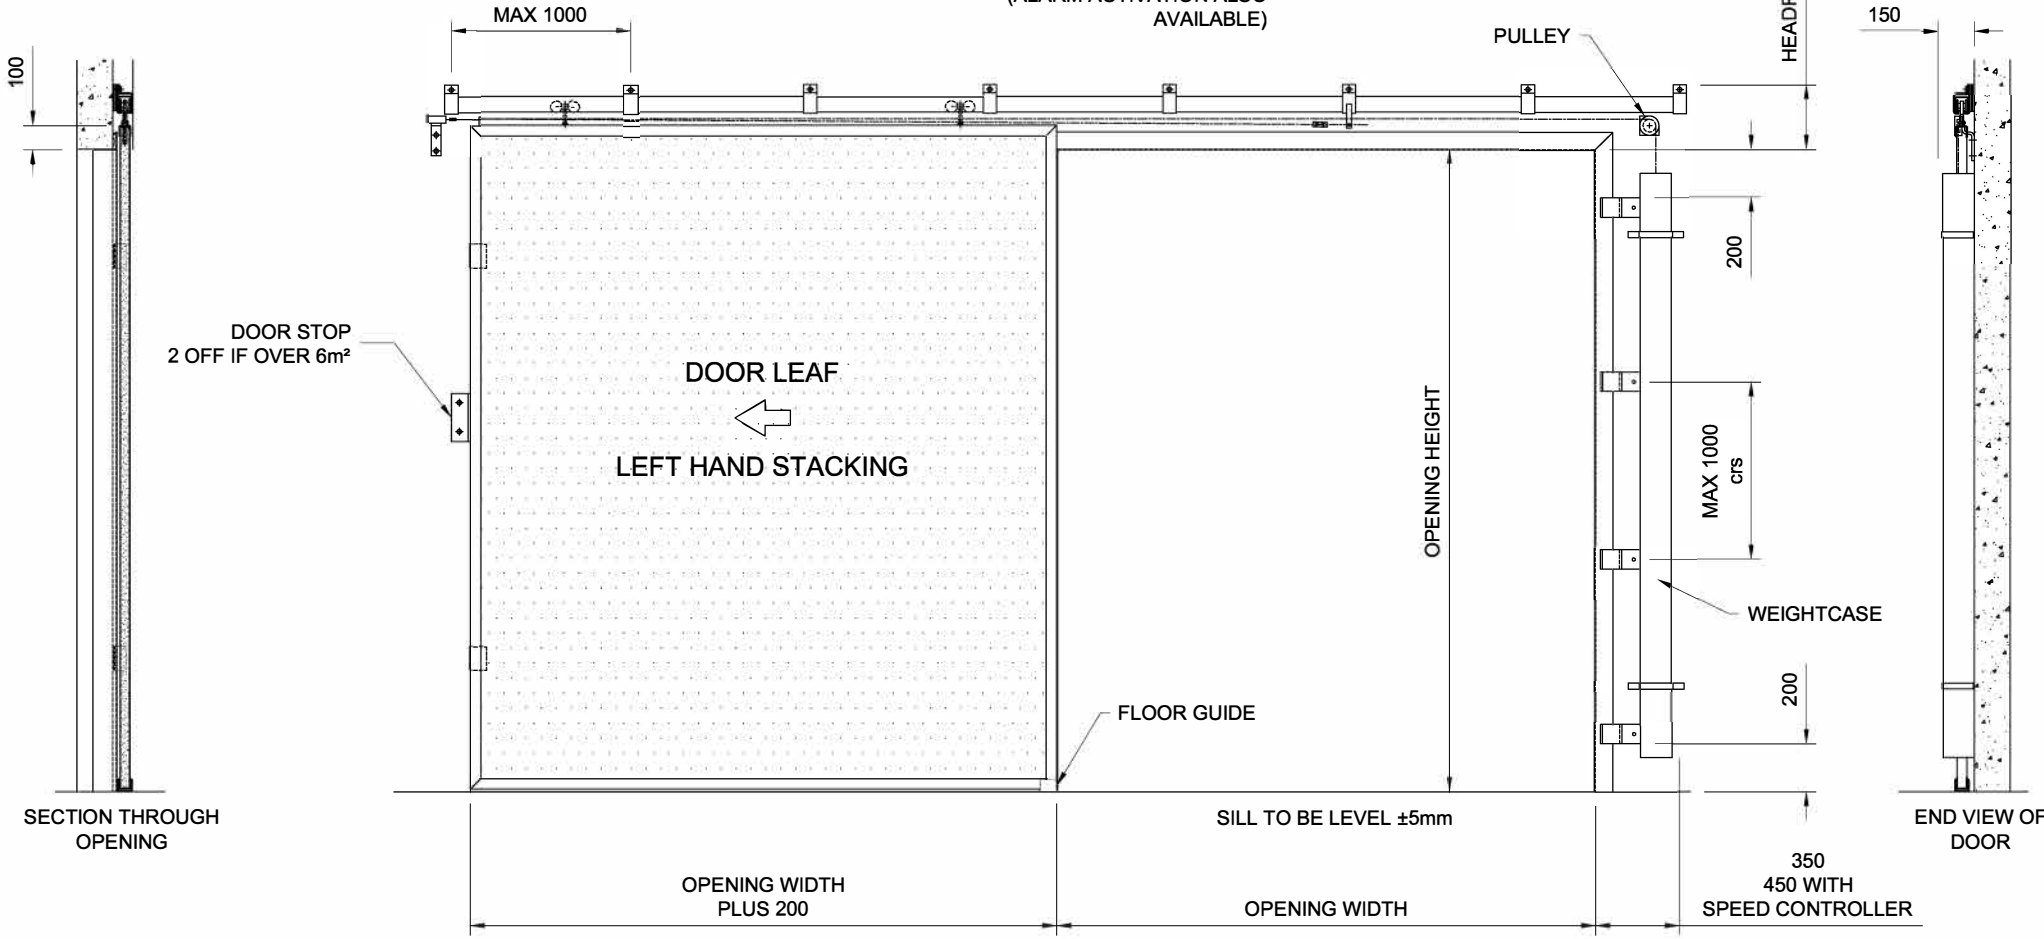 MAX 1000
AVAILABLE)
PULLEY
150
100
DOOR STOP
2 OFF IF OVER 6m²
DOOR LEAF
LEFT HAND STACKING
OPENING HEIGHT
200
MAX 1000
crs
WEIGHTCASE
200
FLOOR GUIDE
SECTION THROUGH
OPENING
SILL TO BE LEVEL ±5mm
END VIEW OF
DOOR
OPENING WIDTH
PLUS 200
OPENING WIDTH
350
450 WITH
SPEED CONTROLLER